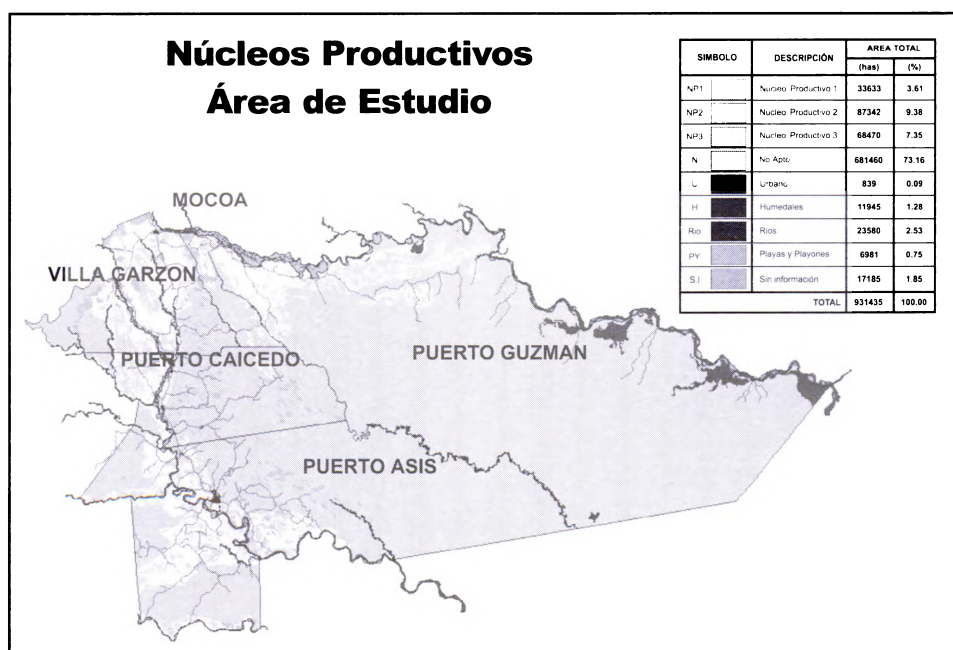 Núcleos Productivos
Área de Estudio
SIMBOLO DESCRIPCIÓN AREA TOTAL
(has) (%)
NP1 Nucleo Productivo 1 33633 3.61
NP2 Nucleo Productivo 2 87342 9.38
NP3 Nucleo Productivo 3 68470 7.35
N No Apto 681460 73.16
U Urbano 839 0.09
H Humedales 11945 1.28
Rio Rios 23580 2.53
PY Playas y Playones 6981 0.75
S.I Sin información 17185 1.85
TOTAL 931435 100.00
MOCOA
VILLA GARZON
PUERTO CAICEDO
PUERTO GUZMAN
PUERTO ASIS